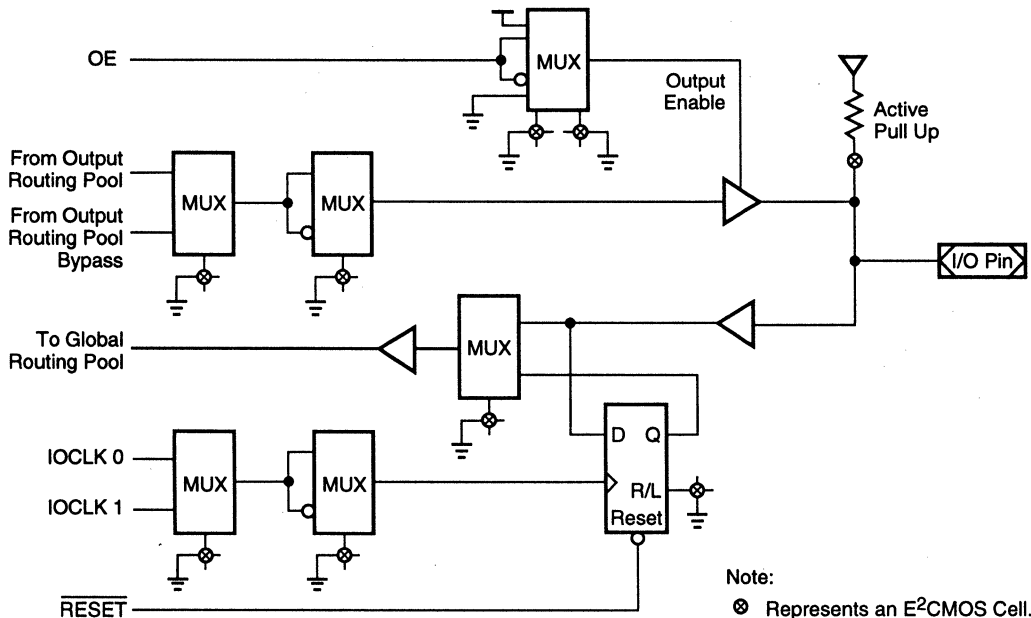 OE
MUX
Output
Enable
Active
Pull Up
From Output
Routing Pool
MUX
MUX
From Output
Routing Pool
Bypass
I/O Pin
To Global
Routing Pool
MUX
D Q
IOCLK 0
MUX
MUX
R/L
IOCLK 1
Reset
RESET
Note:
⊗ Represents an E²CMOS Cell.